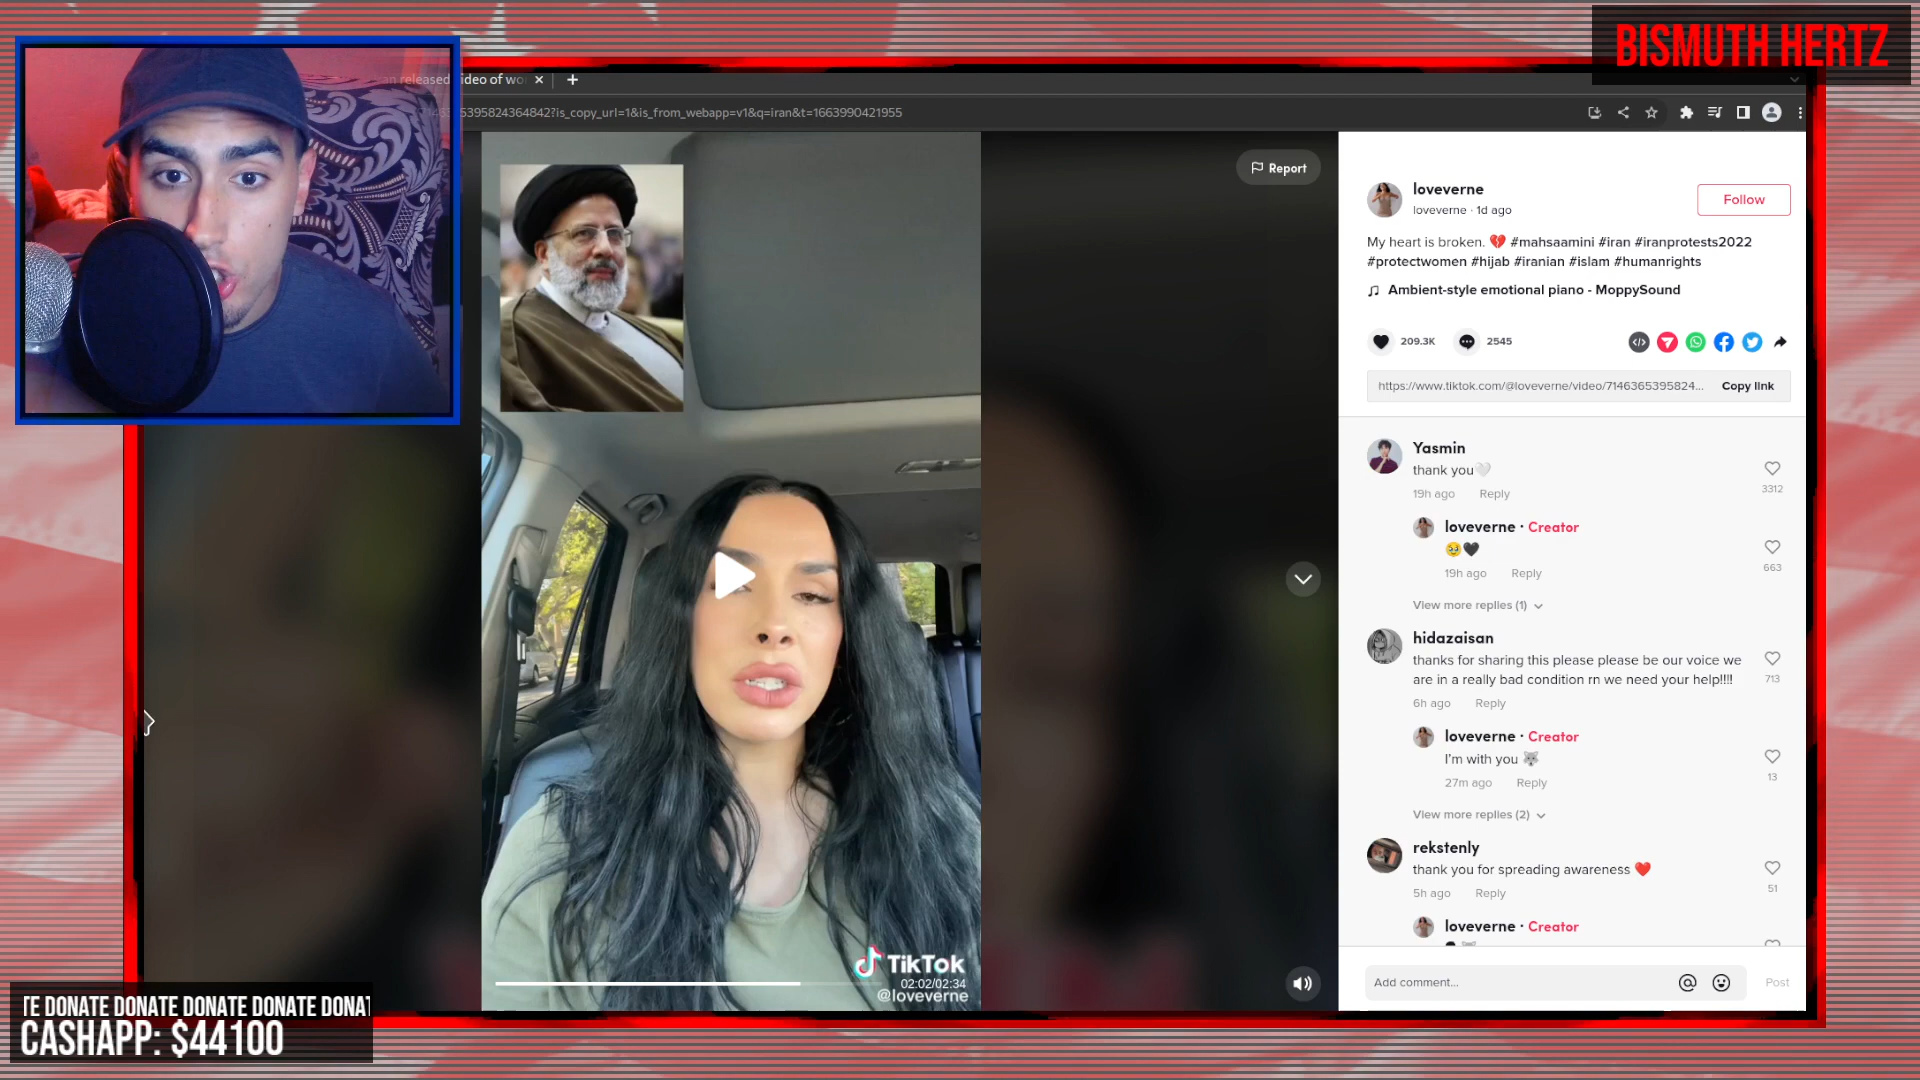 BISMUTH HERTZ
an released video of wo
5395824364842?is_copy_url=1&is_from_webapp=v1&q=iran&t=1663990421955
Report
loveverne
loveverne · 1d ago
Follow
My heart is broken. 💔 #mahsaamini #iran #iranprotests2022
#protectwomen #hijab #iranian #islam #humanrights
Ambient-style emotional piano - MoppySound
209.3K
2545
https://www.tiktok.com/@loveverne/video/7146365395824...
Copy link
Yasmin
thank you🤍
19h ago
Reply
3312
loveverne · Creator
🥹🖤
19h ago
Reply
663
View more replies (1)
hidazaisan
thanks for sharing this please please be our voice we
are in a really bad condition rn we need your help!!!!
713
6h ago
Reply
loveverne · Creator
I'm with you 🐺
13
27m ago
Reply
View more replies (2)
rekstenly
thank you for spreading awareness ❤️
51
5h ago
Reply
loveverne · Creator
Add comment...
Post
TikTok
02:02/02:34
@loveverne
TE DONATE DONATE DONATE DONATE DONAT
CASHAPP: $44100